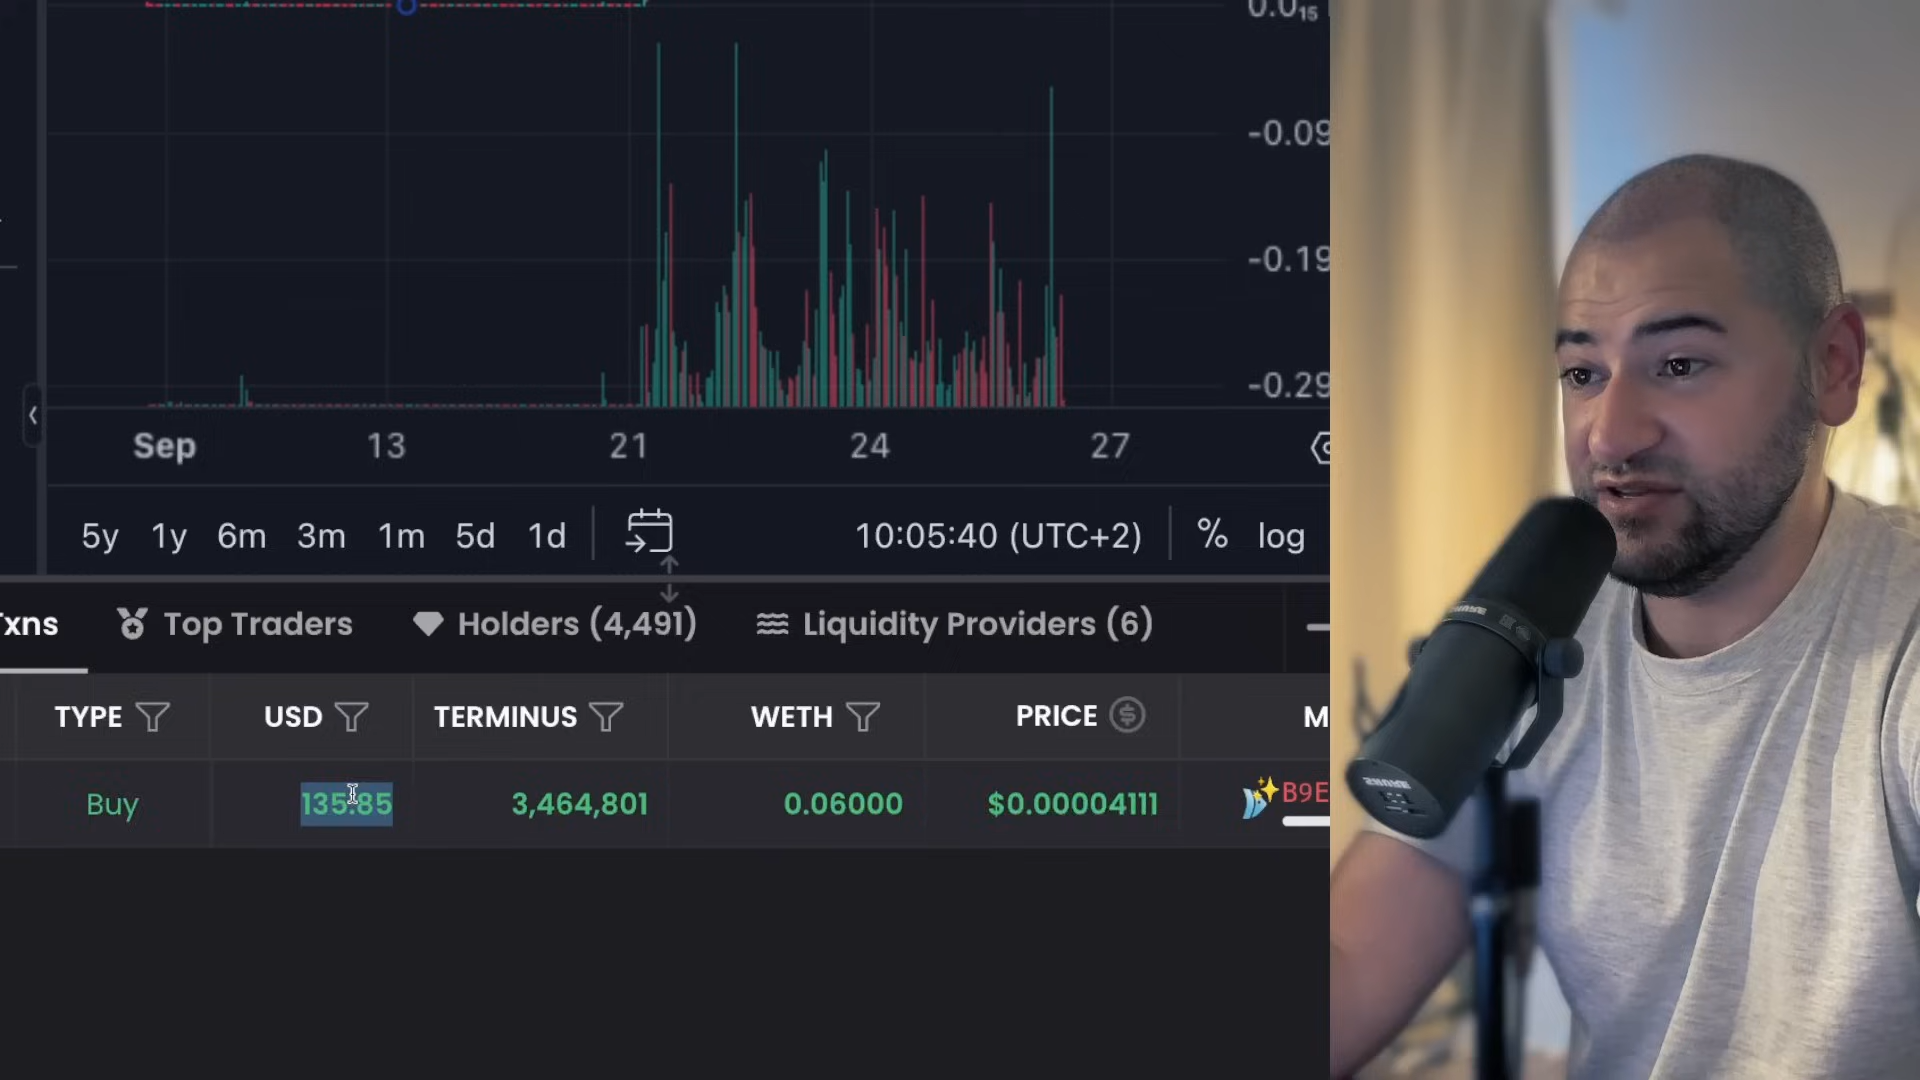 0.0₁₅
-0.09
-0.19
-0.29
Sep 13 21 24 27
5y 1y 6m 3m 1m 5d 1d 10:05:40 (UTC+2) % log
Txns Top Traders Holders (4,491) Liquidity Providers (6)
TYPE USD TERMINUS WETH PRICE M
Buy 135.85 3,464,801 0.06000 $0.00004111 B9E
SHURE